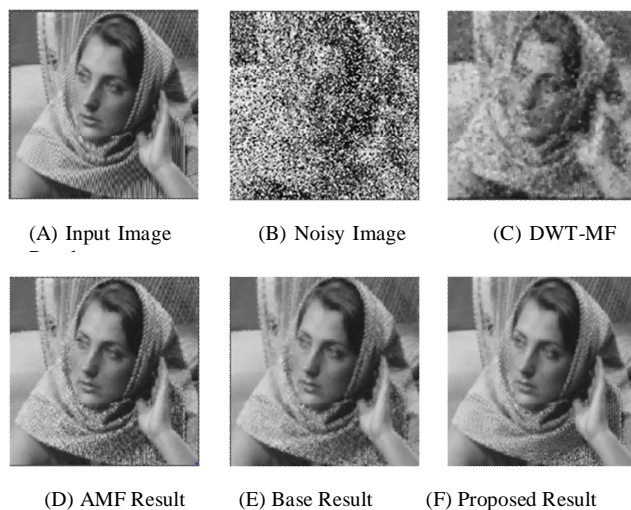 (A) Input Image
(B) Noisy Image
(C) DWT-MF
(D) AMF Result
(E) Base Result
(F) Proposed Result